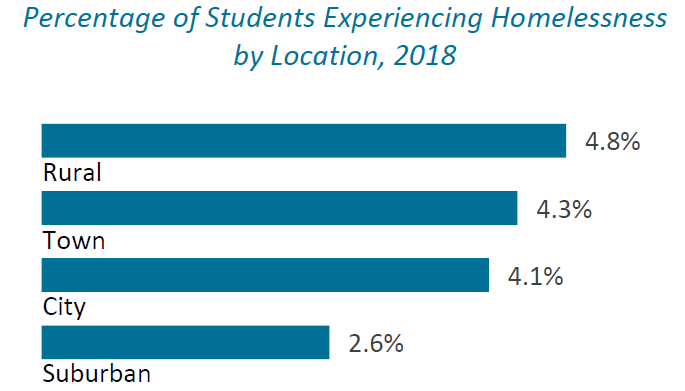 Percentage of Students Experiencing Homelessness
by Location, 2018
4.8%
Rural
4.3%
Town
4.1%
City
2.6%
Suburban